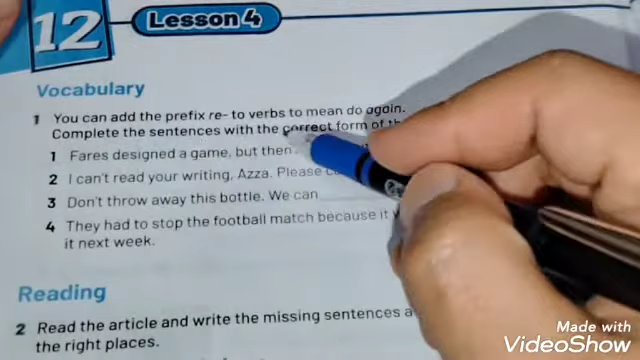 12 Lesson 4
Vocabulary
1 You can add the prefix re- to verbs to mean do again.
Complete the sentences with the correct form of
1 Fares designed a game, but then
2 I can't read your writing, Azza. Please
3 Don't throw away this bottle. We can
4 They had to stop the football match because it
it next week.
Reading
2 Read the article and write the missing sentences
the right places.
Made with
VideoShow